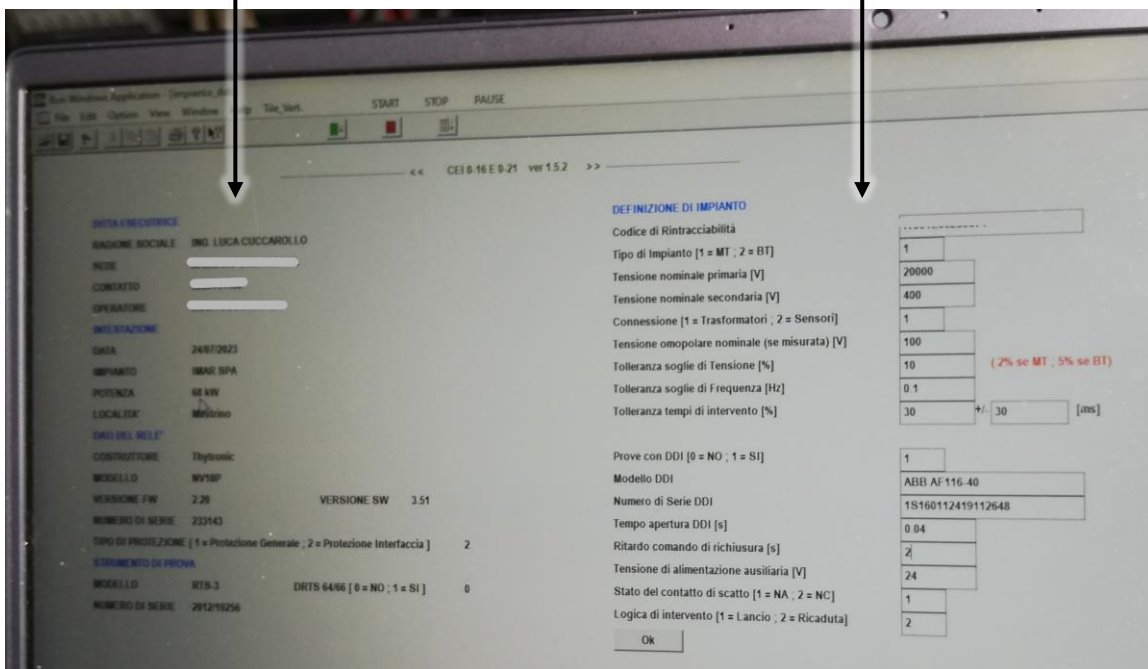 Run Windows Application - [impianto_da
File Edit Option View Window Help Tile_Vert.
START STOP PAUSE
<< CEI 0-16 E 0-21 ver 1.5.2 >>
DITTA ESECUTRICE
RAGIONE SOCIALE ING. LUCA CUCCAROLLO
SEDE
CONTATTO
OPERATORE
INTESTAZIONE
DATA 24/07/2023
IMPIANTO IMAR SPA
POTENZA 68 kW
LOCALITA' Mestrino
DATI DEL RELE'
COSTRUTTORE Thytronic
MODELLO NV10P
VERSIONE FW 2.20 VERSIONE SW 3.51
NUMERO DI SERIE 233143
TIPO DI PROTEZIONE [ 1 = Protezione Generale ; 2 = Protezione Interfaccia ] 2
STRUMENTO DI PROVA
MODELLO RTS-3 DRTS 64/66 [ 0 = NO ; 1 = SI ] 0
NUMERO DI SERIE 2012/19256
DEFINIZIONE DI IMPIANTO
Codice di Rintracciabilità
Tipo di Impianto [1 = MT ; 2 = BT] 1
Tensione nominale primaria [V] 20000
Tensione nominale secondaria [V] 400
Connessione [1 = Trasformatori ; 2 = Sensori] 1
Tensione omopolare nominale (se misurata) [V] 100
Tolleranza soglie di Tensione [%] 10 ( 2% se MT ; 5% se BT)
Tolleranza soglie di Frequenza [Hz] 0.1
Tolleranza tempi di intervento [%] 30 +/- 30 [ms]
Prove con DDI [0 = NO ; 1 = SI] 1
Modello DDI ABB AF116-40
Numero di Serie DDI 1S160112419112648
Tempo apertura DDI [s] 0.04
Ritardo comando di richiusura [s] 2
Tensione di alimentazione ausiliaria [V] 24
Stato del contatto di scatto [1 = NA ; 2 = NC] 1
Logica di intervento [1 = Lancio ; 2 = Ricaduta] 2
Ok